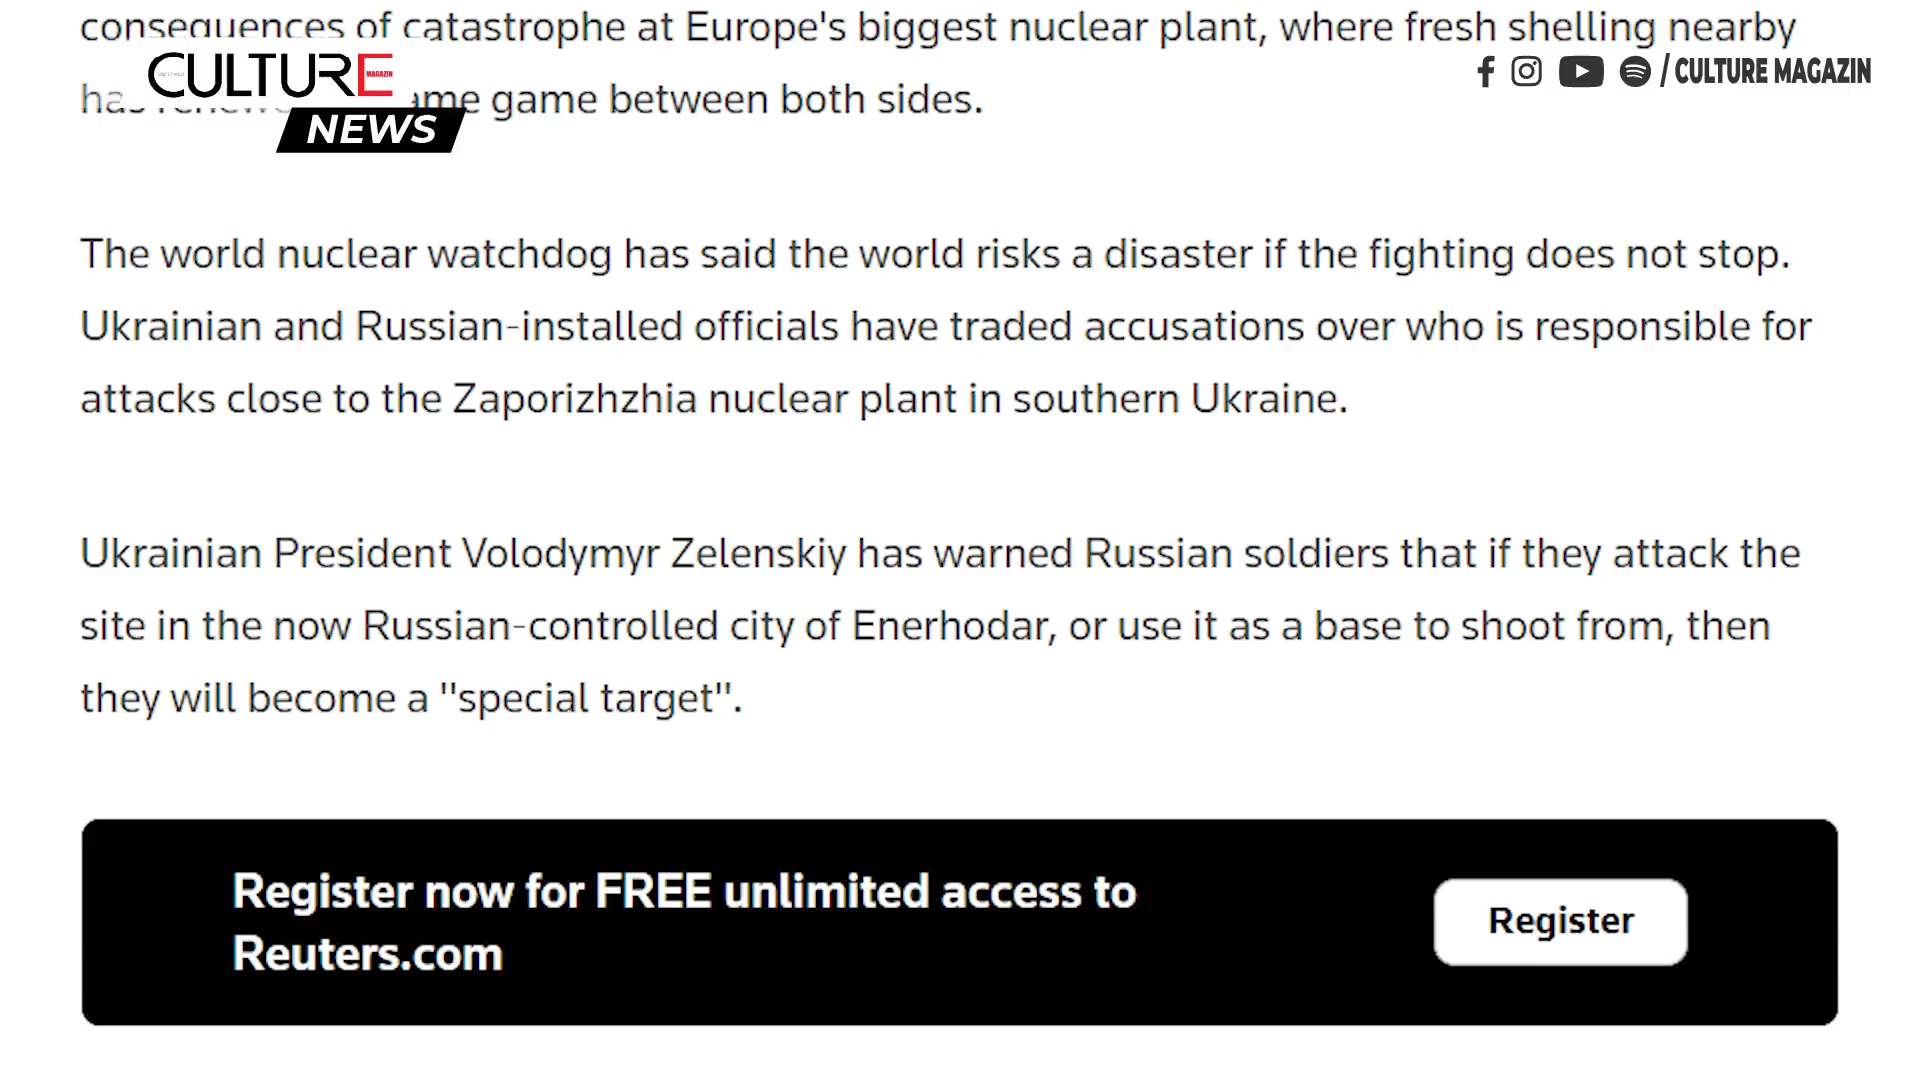 consequences of catastrophe at Europe's biggest nuclear plant, where fresh shelling nearby
CULTURE
MAGAZIN
/ CULTURE MAGAZIN
game between both sides.
NEWS
The world nuclear watchdog has said the world risks a disaster if the fighting does not stop.
Ukrainian and Russian-installed officials have traded accusations over who is responsible for
attacks close to the Zaporizhzhia nuclear plant in southern Ukraine.
Ukrainian President Volodymyr Zelenskiy has warned Russian soldiers that if they attack the
site in the now Russian-controlled city of Enerhodar, or use it as a base to shoot from, then
they will become a "special target".
Register now for FREE unlimited access to
Reuters.com
Register